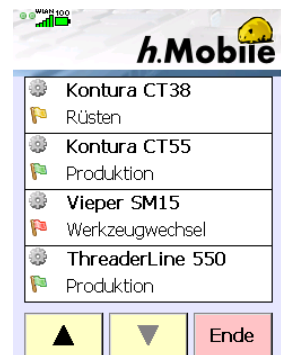 WLAN 100
h.Mobile
Kontura CT38
Rüsten
Kontura CT55
Produktion
Vieper SM15
Werkzeugwechsel
ThreaderLine 550
Produktion
Ende